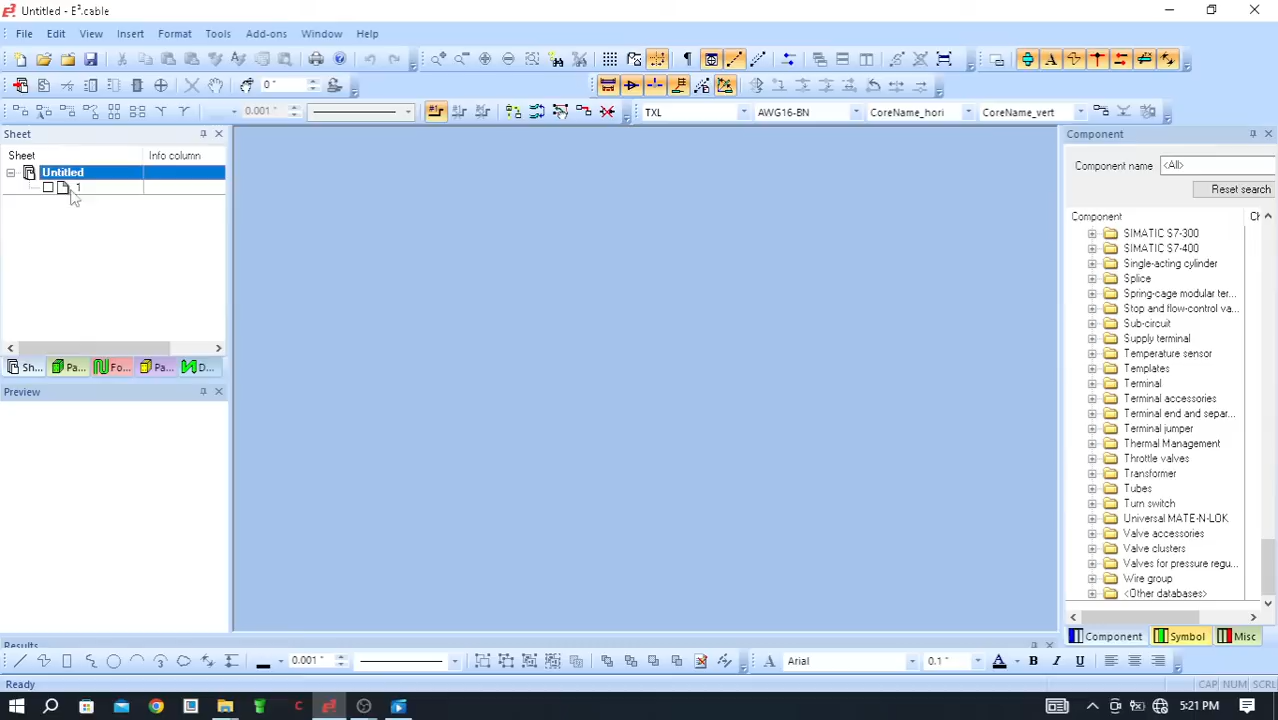 Untitled - E³.cable
File Edit View Insert Format Tools Add-ons Window Help
0 °
0.001 "
TXL
AWG16-BN
CoreName_hori
CoreName_vert
Sheet
Sheet Info column
Untitled
1
Sh... Pa... Fo... Pa... D...
Preview
Component
Component name <All>
Reset search
Component
SIMATIC S7-300
SIMATIC S7-400
Single-acting cylinder
Splice
Spring-cage modular ter...
Stop and flow-control va...
Sub-circuit
Supply terminal
Temperature sensor
Templates
Terminal
Terminal accessories
Terminal end and separ...
Terminal jumper
Thermal Management
Throttle valves
Transformer
Tubes
Turn switch
Universal MATE-N-LOK
Valve accessories
Valve clusters
Valves for pressure regu...
Wire group
<Other databases>
Component Symbol Misc
Results
0.001 "
Arial
0.1 "
A B I U
Ready
CAP NUM SCRL
5:21 PM